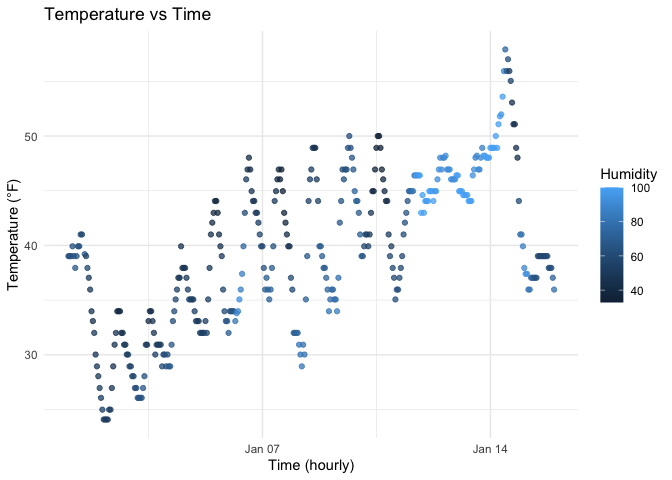 Temperature vs Time
Temperature (°F)
50
40
30
Jan 07
Jan 14
Time (hourly)
Humidity
100
80
60
40